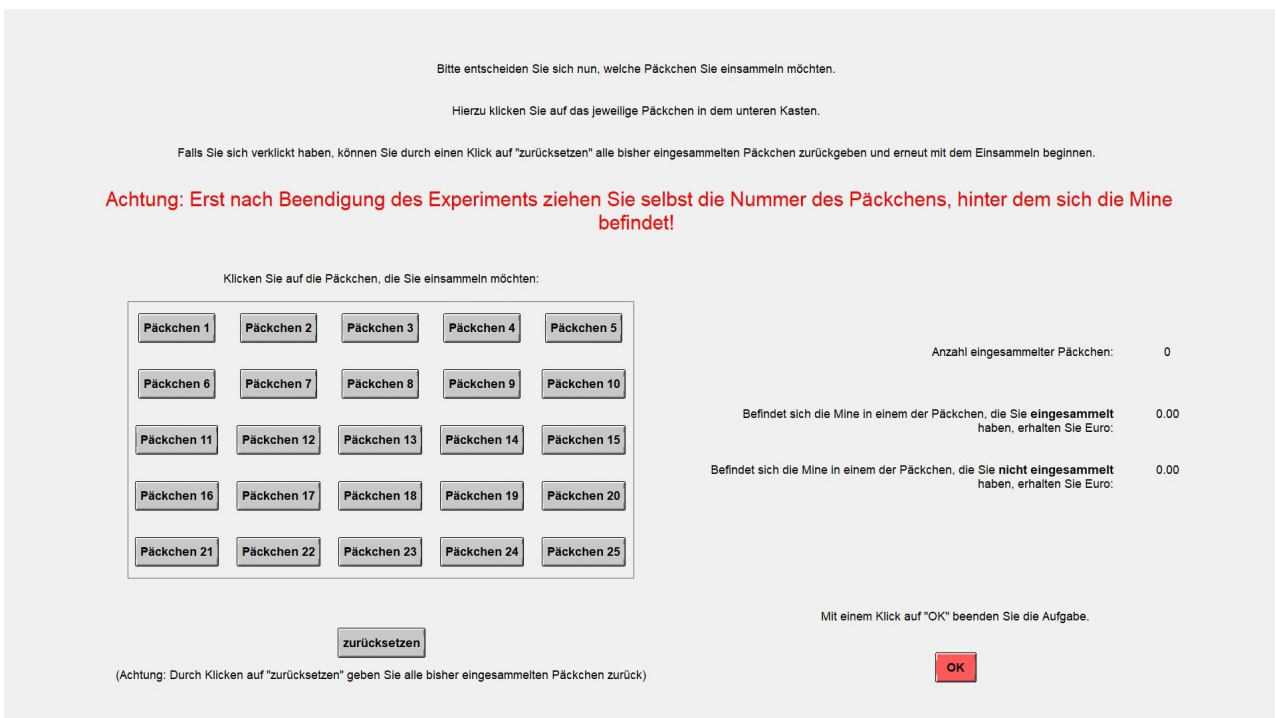 Bitte entscheiden Sie sich nun, welche Päckchen Sie einsammeln möchten.
Hierzu klicken Sie auf das jeweilige Päckchen in dem unteren Kasten.
Falls Sie sich verklickt haben, können Sie durch einen Klick auf "zurücksetzen" alle bisher eingesammelten Päckchen zurückgeben und erneut mit dem Einsammeln beginnen.
Achtung: Erst nach Beendigung des Experiments ziehen Sie selbst die Nummer des Päckchens, hinter dem sich die Mine
befindet!
Klicken Sie auf die Päckchen, die Sie einsammeln möchten:
Päckchen 1 Päckchen 2 Päckchen 3 Päckchen 4 Päckchen 5
Päckchen 6 Päckchen 7 Päckchen 8 Päckchen 9 Päckchen 10
Päckchen 11 Päckchen 12 Päckchen 13 Päckchen 14 Päckchen 15
Päckchen 16 Päckchen 17 Päckchen 18 Päckchen 19 Päckchen 20
Päckchen 21 Päckchen 22 Päckchen 23 Päckchen 24 Päckchen 25
zurücksetzen
(Achtung: Durch Klicken auf "zurücksetzen" geben Sie alle bisher eingesammelten Päckchen zurück)
Anzahl eingesammelter Päckchen: 0
Befindet sich die Mine in einem der Päckchen, die Sie eingesammelt 0.00
haben, erhalten Sie Euro:
Befindet sich die Mine in einem der Päckchen, die Sie nicht eingesammelt 0.00
haben, erhalten Sie Euro:
Mit einem Klick auf "OK" beenden Sie die Aufgabe.
OK